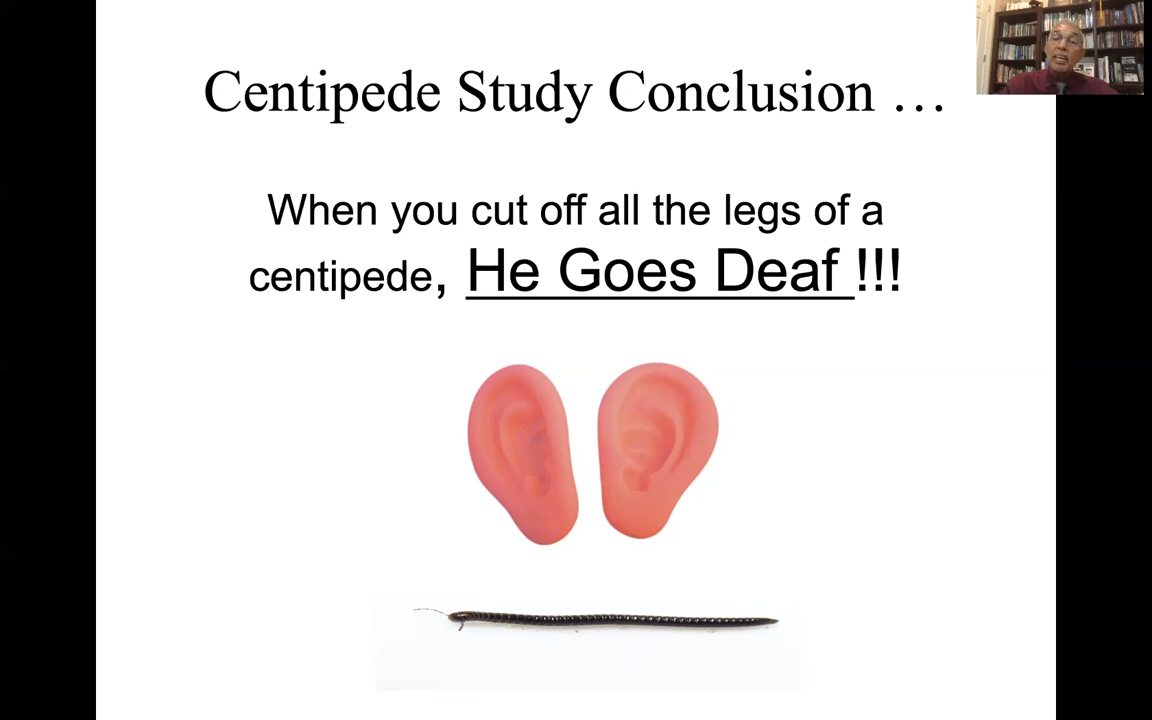 Centipede Study Conclusion …
When you cut off all the legs of a
centipede, He Goes Deaf !!!